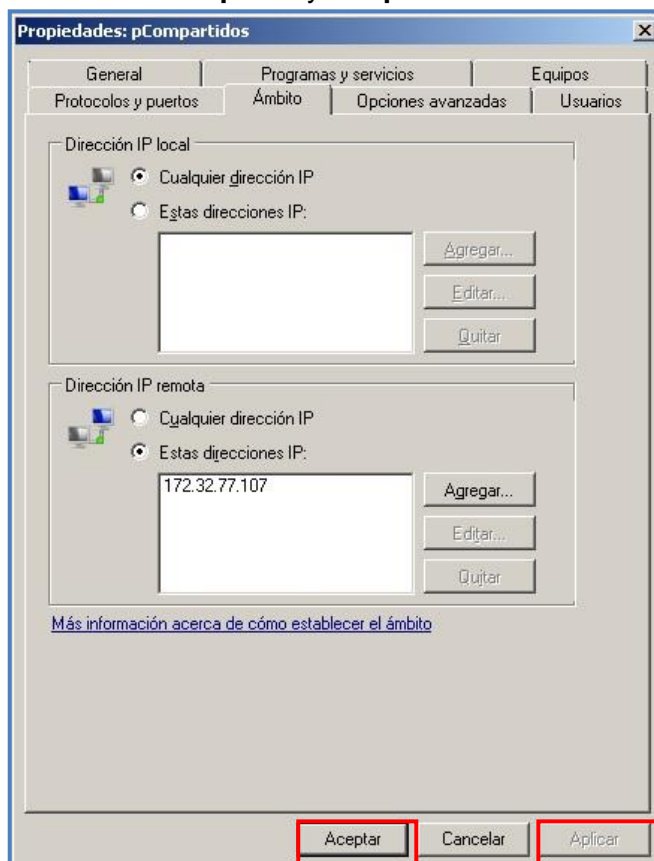 Propiedades: pCompartidos
General Programas y servicios Equipos
Protocolos y puertos Ámbito Opciones avanzadas Usuarios
Dirección IP local
Cualquier dirección IP
Estas direcciones IP:
Agregar...
Editar...
Quitar
Dirección IP remota
Cualquier dirección IP
Estas direcciones IP:
172.32.77.107
Agregar...
Editar...
Quitar
Más información acerca de cómo establecer el ámbito
Aceptar Cancelar Aplicar